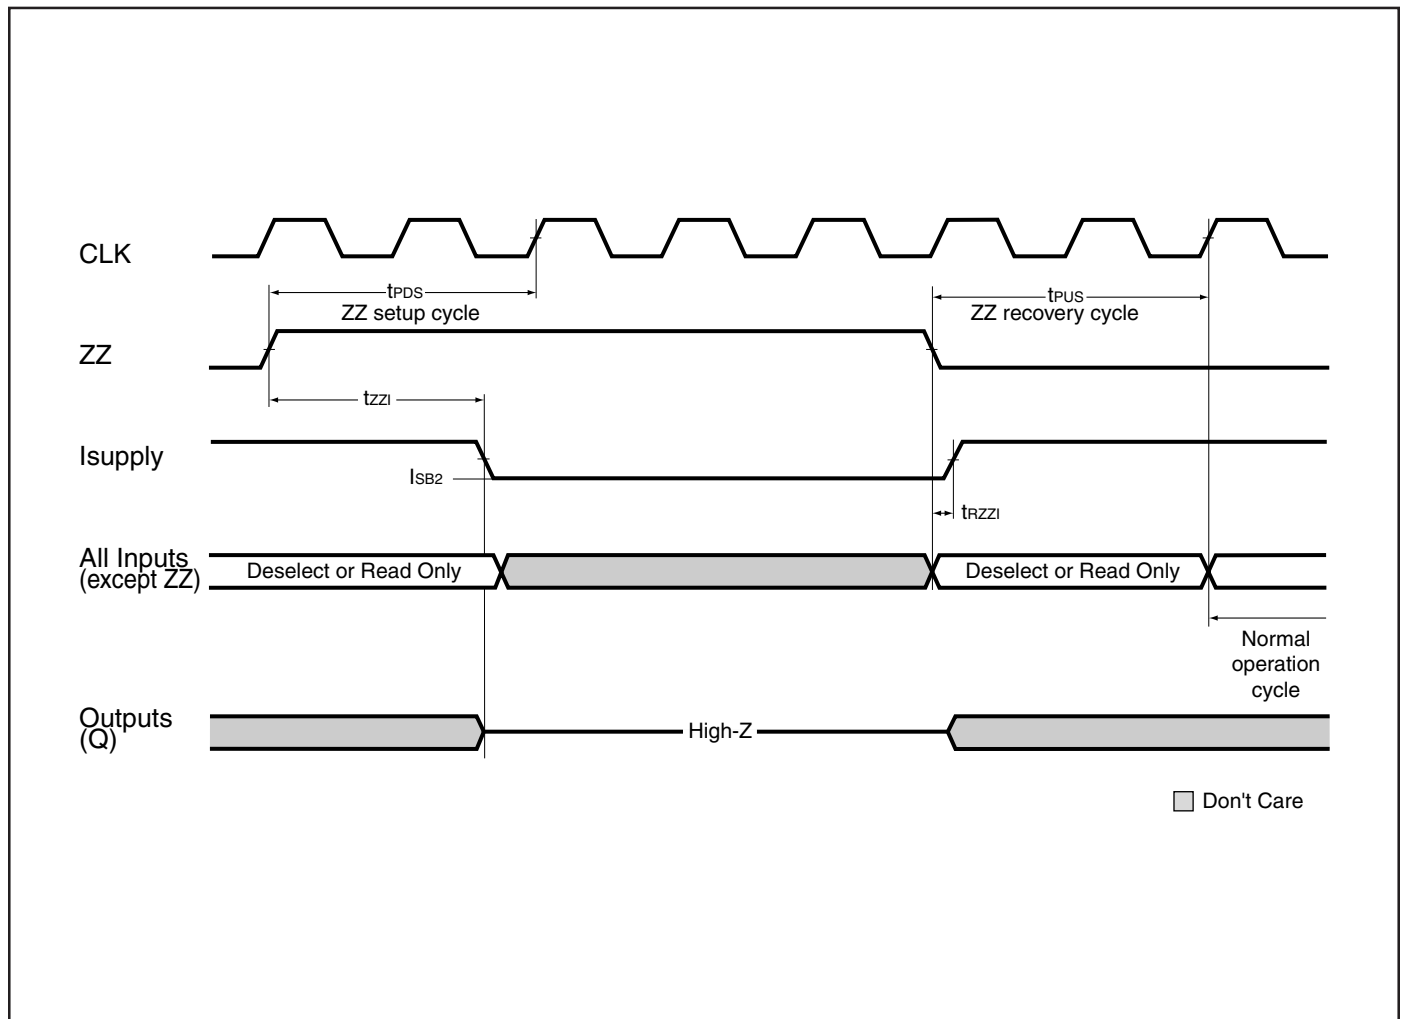 CLK
tPDS
ZZ setup cycle
tPUS
ZZ recovery cycle
ZZ
tZZI
Isupply
ISB2
tRZZI
All Inputs
(except ZZ)
Deselect or Read Only
Deselect or Read Only
Normal
operation
cycle
Outputs
(Q)
High-Z
Don't Care